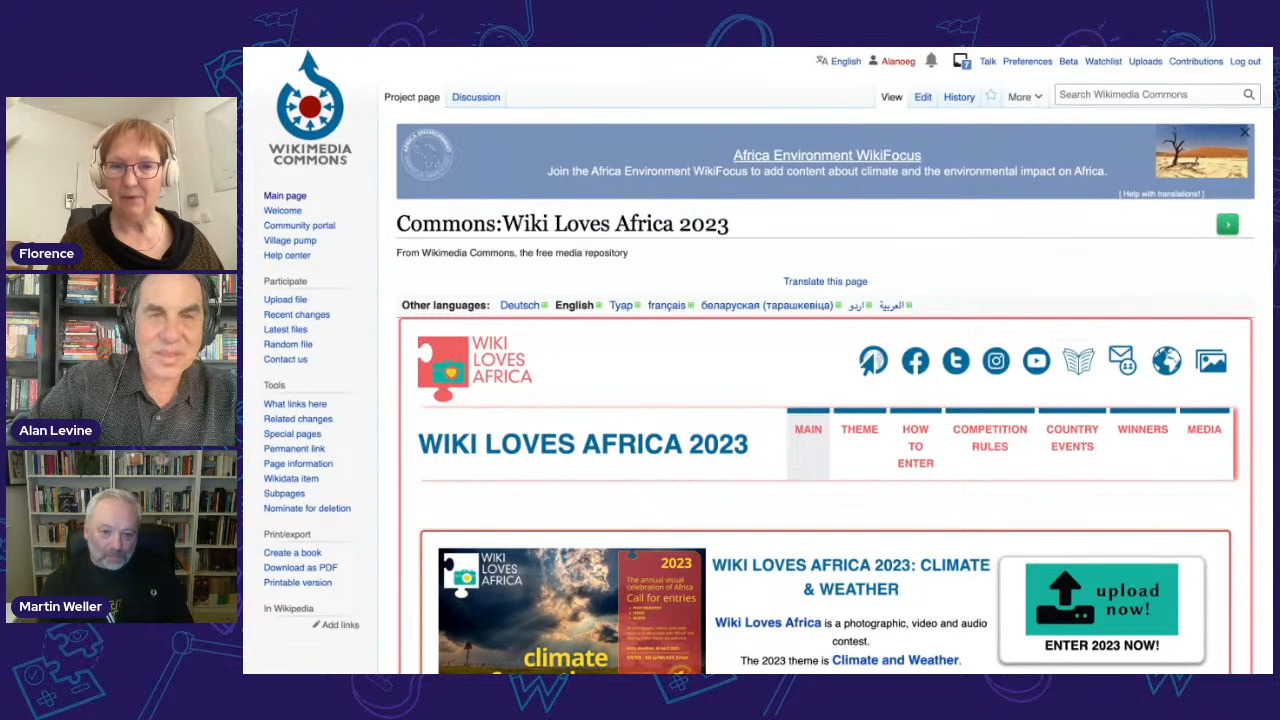 Florence
Alan Levine
Martin Weller
WIKIMEDIA
COMMONS
Main page
Welcome
Community portal
Village pump
Help center
Participate
Upload file
Recent changes
Latest files
Random file
Contact us
Tools
What links here
Related changes
Special pages
Permanent link
Page information
Wikidata item
Subpages
Nominate for deletion
Print/export
Create a book
Download as PDF
Printable version
In Wikipedia
Add links
English Alanoeg 7 Talk Preferences Beta Watchlist Uploads Contributions Log out
Project page Discussion View Edit History More Search Wikimedia Commons
Africa Environment WikiFocus
Join the Africa Environment WikiFocus to add content about climate and the environmental impact on Africa.
[ Help with translations! ]
Commons:Wiki Loves Africa 2023
From Wikimedia Commons, the free media repository
Translate this page
Other languages: Deutsch English Tyap français беларуская (тарашкевіца) اردو العربية
WIKI
LOVES
AFRICA
WIKI LOVES AFRICA 2023
MAIN THEME HOW TO ENTER COMPETITION RULES COUNTRY EVENTS WINNERS MEDIA
WIKI
LOVES
AFRICA
2023
The annual visual
celebration of Africa
Call for entries
climate
WIKI LOVES AFRICA 2023: CLIMATE
& WEATHER
Wiki Loves Africa is a photographic, video and audio
contest.
The 2023 theme is Climate and Weather.
upload
now!
ENTER 2023 NOW!